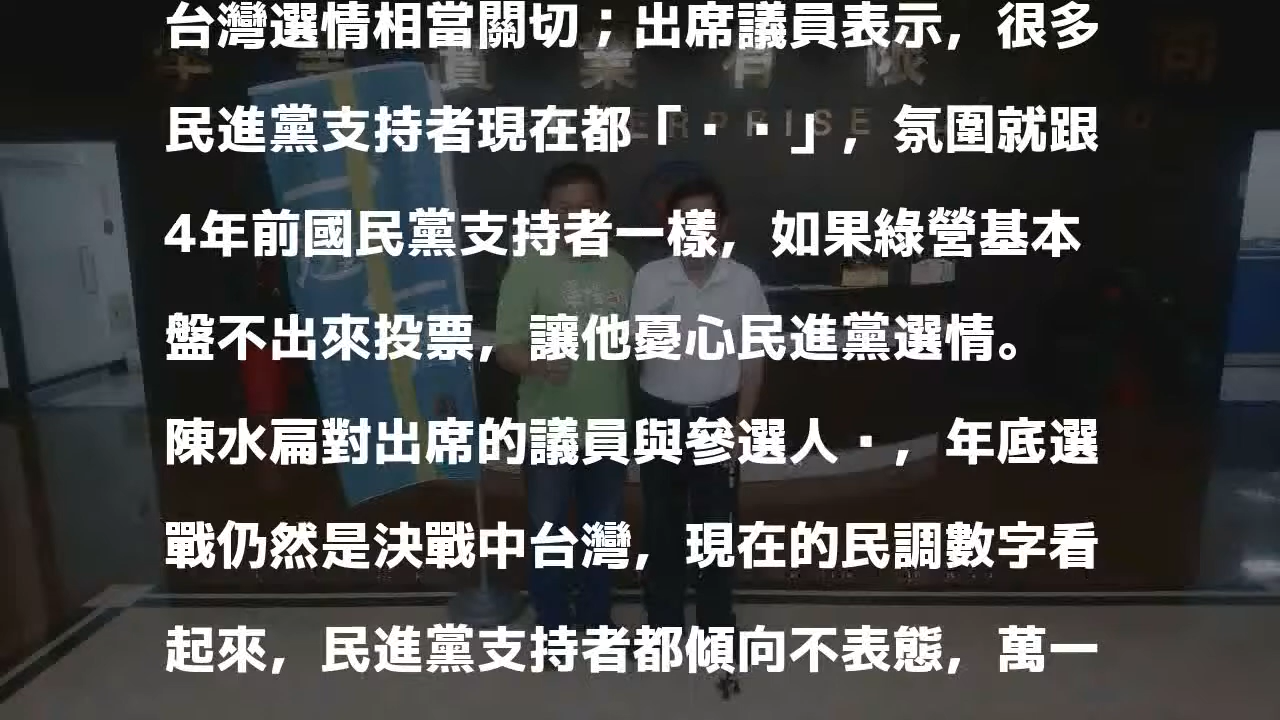 台灣選情相當關切；出席議員表示，很多
民進黨支持者現在都「··」，氛圍就跟
4年前國民黨支持者一樣，如果綠營基本
盤不出來投票，讓他憂心民進黨選情。
陳水扁對出席的議員與參選人·，年底選
戰仍然是決戰中台灣，現在的民調數字看
起來，民進黨支持者都傾向不表態，萬一
實業有限
ERPRISE